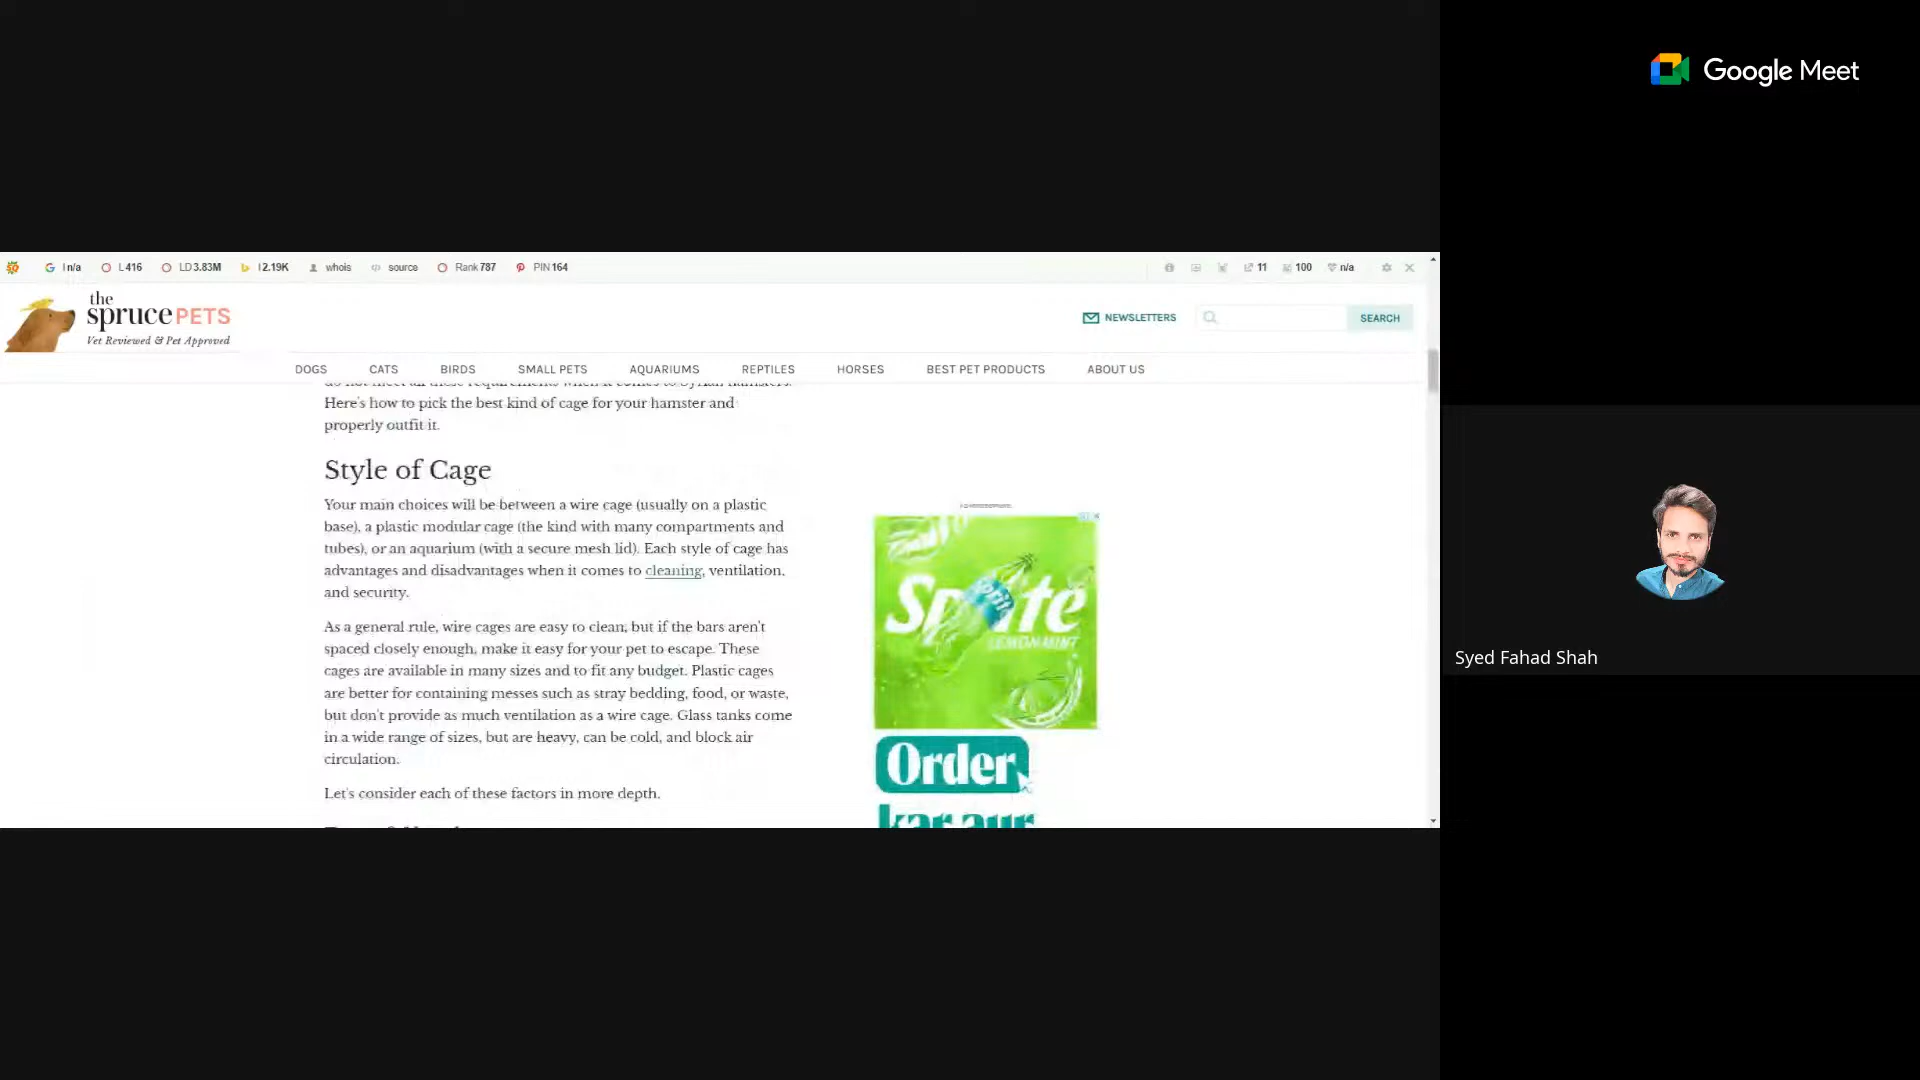 Google Meet
I n/a L 416 LD 3.83M I 2.19K whois source Rank 787 PIN 164 11 100 n/a
the
spruce PETS
Vet Reviewed & Pet Approved
NEWSLETTERS
SEARCH
DOGS CATS BIRDS SMALL PETS AQUARIUMS REPTILES HORSES BEST PET PRODUCTS ABOUT US
Here's how to pick the best kind of cage for your hamster and
properly outfit it.
Style of Cage
Your main choices will be between a wire cage (usually on a plastic
base), a plastic modular cage (the kind with many compartments and
tubes), or an aquarium (with a secure mesh lid). Each style of cage has
advantages and disadvantages when it comes to cleaning, ventilation,
and security.
As a general rule, wire cages are easy to clean, but if the bars aren't
spaced closely enough, make it easy for your pet to escape. These
cages are available in many sizes and to fit any budget. Plastic cages
are better for containing messes such as stray bedding, food, or waste,
but don't provide as much ventilation as a wire cage. Glass tanks come
in a wide range of sizes, but are heavy, can be cold, and block air
circulation.
Let's consider each of these factors in more depth.
Sprite
LEMON MINT
Order
kar aur
Syed Fahad Shah